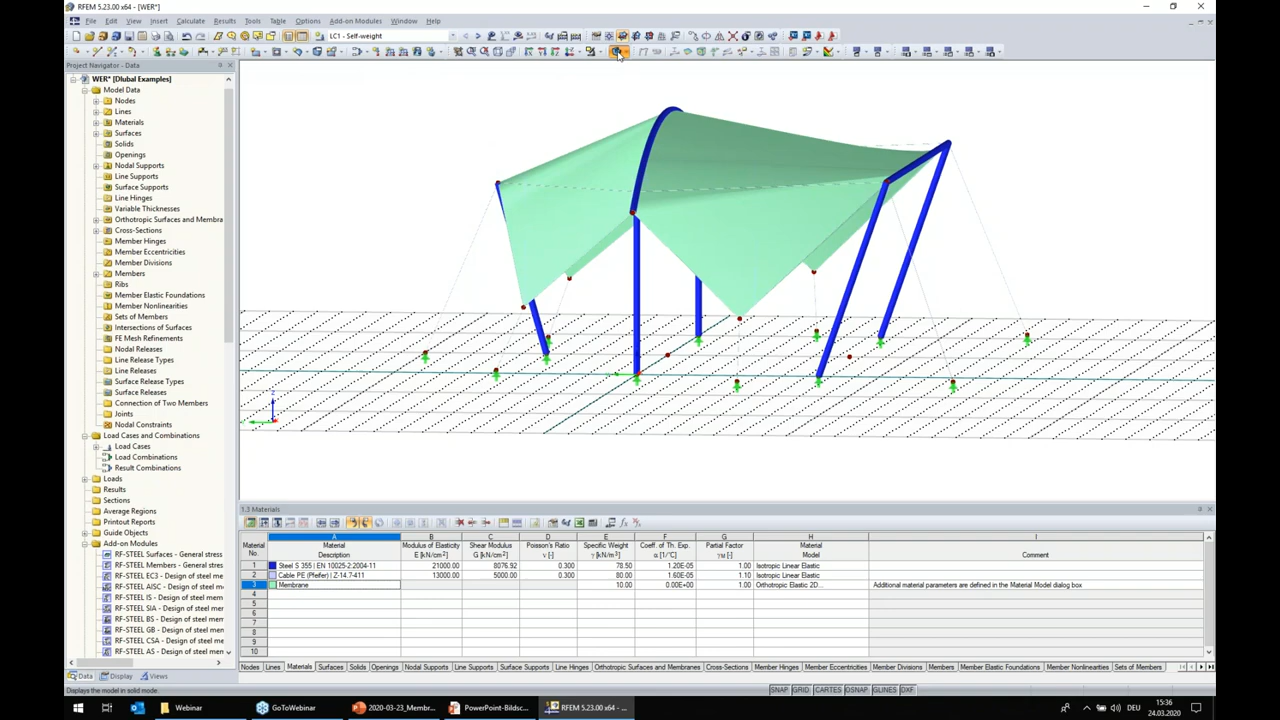 RFEM 5.23.00 x64 - [WER*]
File Edit View Insert Calculate Results Tools Table Options Add-on Modules Window Help
LC1 - Self-weight
Project Navigator - Data
WER* [Dlubal Examples]
Model Data
Nodes
Lines
Materials
Surfaces
Solids
Openings
Nodal Supports
Line Supports
Surface Supports
Line Hinges
Variable Thicknesses
Orthotropic Surfaces and Membra
Cross-Sections
Member Hinges
Member Eccentricities
Member Divisions
Members
Ribs
Member Elastic Foundations
Member Nonlinearities
Sets of Members
Intersections of Surfaces
FE Mesh Refinements
Nodal Releases
Line Release Types
Line Releases
Surface Release Types
Surface Releases
Connection of Two Members
Joints
Nodal Constraints
Load Cases and Combinations
Load Cases
Load Combinations
Result Combinations
Loads
Results
Sections
Average Regions
Printout Reports
Guide Objects
Add-on Modules
RF-STEEL Surfaces - General stress
RF-STEEL Members - General stress
RF-STEEL EC3 - Design of steel me
RF-STEEL AISC - Design of steel me
RF-STEEL IS - Design of steel mem
RF-STEEL SIA - Design of steel me
RF-STEEL BS - Design of steel mem
RF-STEEL GB - Design of steel mem
RF-STEEL CSA - Design of steel me
RF-STEEL AS - Design of steel mem
Data Display Views
Z
1.3 Materials
A B C D E F G H I
Material Material Modulus of Elasticity Shear Modulus Poisson's Ratio Specific Weight Coeff. of Th. Exp. Partial Factor Material
No. Description E [kN/cm²] G [kN/cm²] ν [-] γ [kN/m³] α [1/°C] γM [-] Model Comment
1 Steel S 355 | EN 10025-2:2004-11 21000.00 8076.92 0.300 78.50 1.20E-05 1.00 Isotropic Linear Elastic
2 Cable PE (Pfeifer) | Z-14.7-411 13000.00 5000.00 0.300 80.00 1.60E-05 1.10 Isotropic Linear Elastic
3 Membrane 10.00 0.00E+00 1.00 Orthotropic Elastic 2D... Additional material parameters are defined in the Material Model dialog box
4
5
6
7
8
9
10
Nodes Lines Materials Surfaces Solids Openings Nodal Supports Line Supports Surface Supports Line Hinges Orthotropic Surfaces and Membranes Cross-Sections Member Hinges Member Eccentricities Member Divisions Members Member Elastic Foundations Member Nonlinearities Sets of Members
Displays the model in solid mode.
SNAP GRID CARTES OSNAP GLINES DXF
Webinar GoToWebinar 2020-03-23_Membr... PowerPoint-Bildsc... RFEM 5.23.00 x64 - ... DEU 15:36
24.03.2020